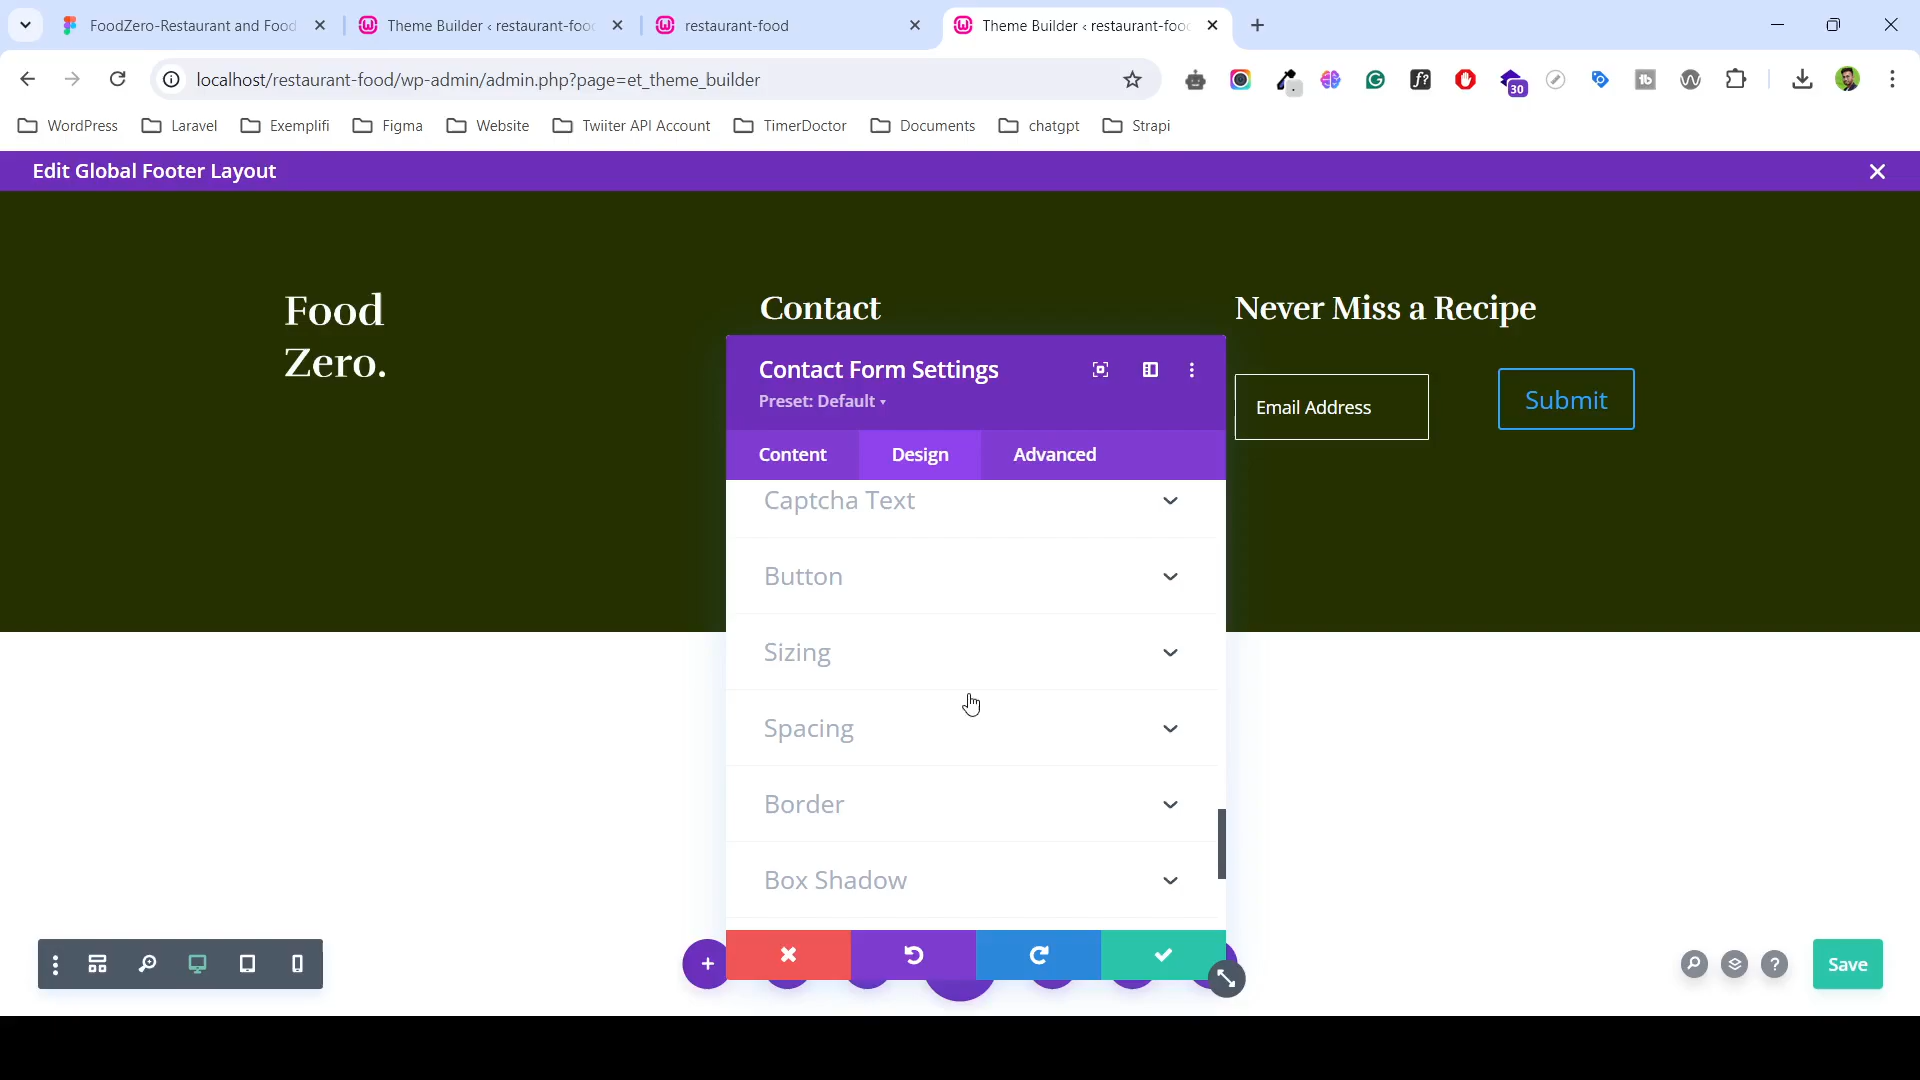 FoodZero-Restaurant and Food
Theme Builder ‹ restaurant-foo
restaurant-food
Theme Builder ‹ restaurant-foo
localhost/restaurant-food/wp-admin/admin.php?page=et_theme_builder
30
WordPress
Laravel
Exemplifi
Figma
Website
Twiiter API Account
TimerDoctor
Documents
chatgpt
Strapi
Edit Global Footer Layout
Food
Zero.
Contact
Never Miss a Recipe
Email Address
Submit
Contact Form Settings
Preset: Default
Content
Design
Advanced
Captcha Text
Button
Sizing
Spacing
Border
Box Shadow
Save